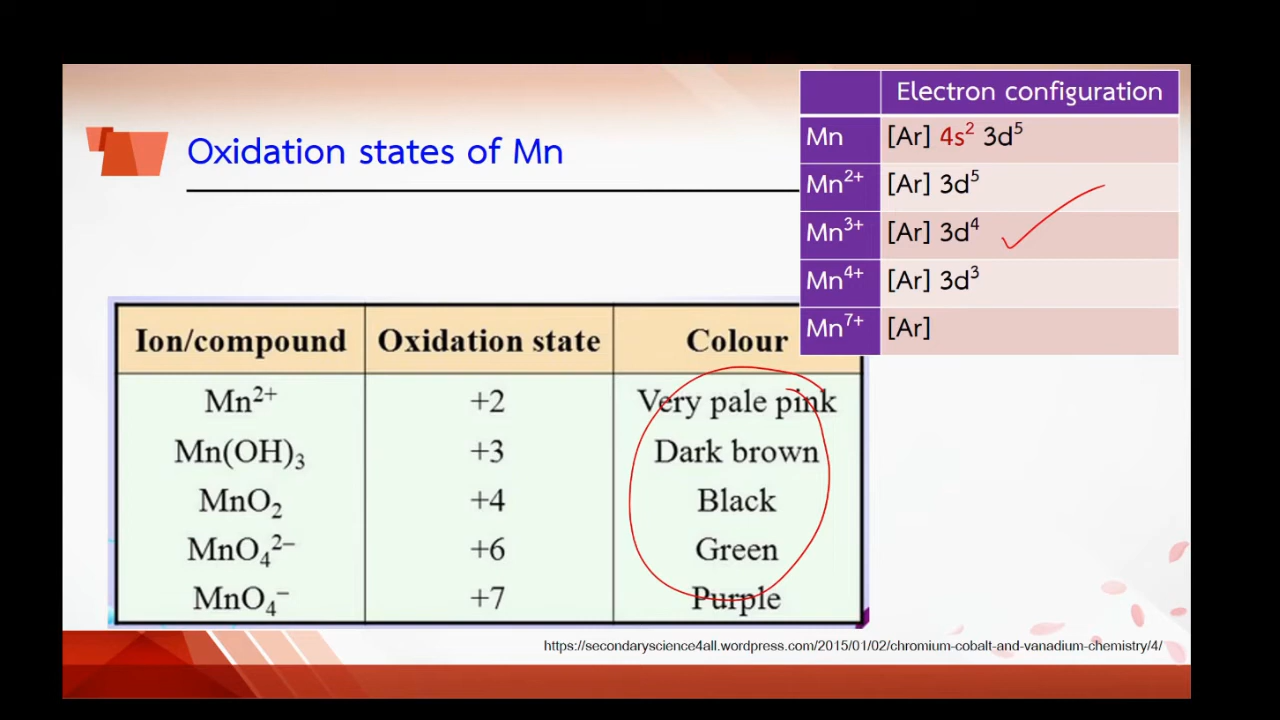 Oxidation states of Mn
Electron configuration
Mn [Ar] 4s² 3d⁵
Mn²⁺ [Ar] 3d⁵
Mn³⁺ [Ar] 3d⁴
Mn⁴⁺ [Ar] 3d³
Mn⁷⁺ [Ar]
Ion/compound Oxidation state Colour
Mn²⁺ +2 Very pale pink
Mn(OH)₃ +3 Dark brown
MnO₂ +4 Black
MnO₄²⁻ +6 Green
MnO₄⁻ +7 Purple
https://secondaryscience4all.wordpress.com/2015/01/02/chromium-cobalt-and-vanadium-chemistry/4/